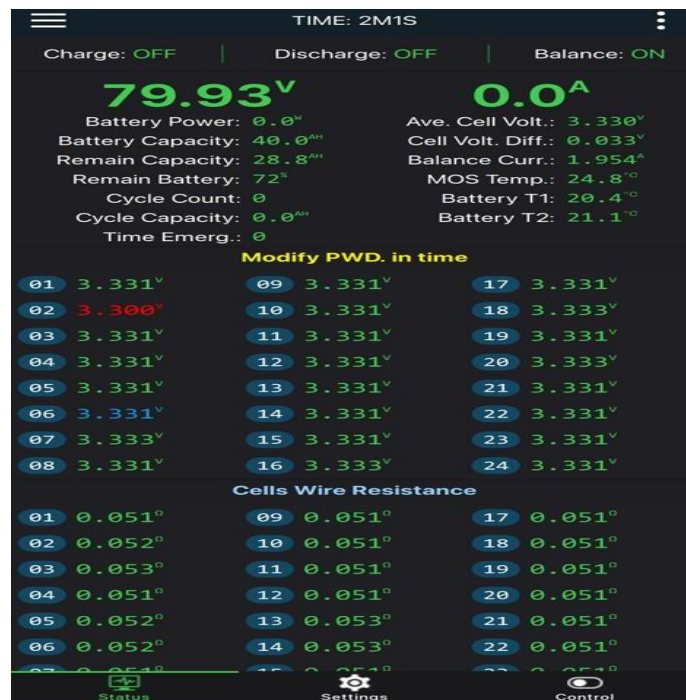 TIME: 2M1S
Charge: OFF | Discharge: OFF | Balance: ON
79.93V 0.0A
Battery Power: 0.0W Ave. Cell Volt.: 3.330V
Battery Capacity: 40.0AH Cell Volt. Diff.: 0.033V
Remain Capacity: 28.8AH Balance Curr.: 1.954A
Remain Battery: 72% MOS Temp.: 24.8°C
Cycle Count: 0 Battery T1: 20.4°C
Cycle Capacity: 0.0AH Battery T2: 21.1°C
Time Emerg.: 0
Modify PWD. in time
01 3.331V 09 3.331V 17 3.331V
02 3.300V 10 3.331V 18 3.333V
03 3.331V 11 3.331V 19 3.331V
04 3.331V 12 3.331V 20 3.333V
05 3.331V 13 3.331V 21 3.331V
06 3.331V 14 3.331V 22 3.331V
07 3.333V 15 3.331V 23 3.331V
08 3.331V 16 3.333V 24 3.331V
Cells Wire Resistance
01 0.051Ω 09 0.051Ω 17 0.051Ω
02 0.052Ω 10 0.051Ω 18 0.051Ω
03 0.053Ω 11 0.051Ω 19 0.051Ω
04 0.051Ω 12 0.051Ω 20 0.051Ω
05 0.052Ω 13 0.053Ω 21 0.051Ω
06 0.052Ω 14 0.053Ω 22 0.051Ω
Status Settings Control